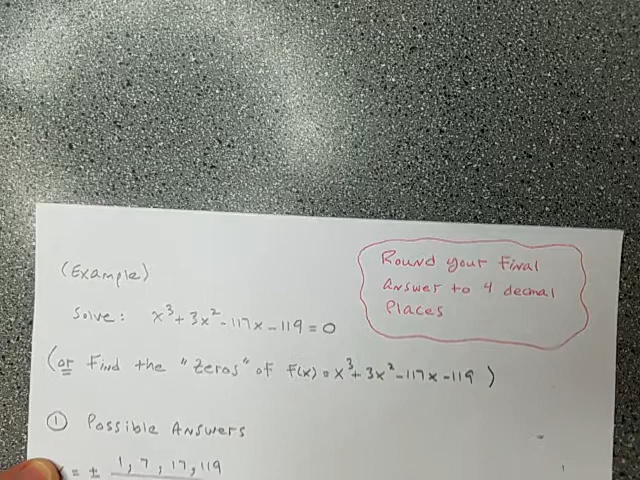 (Example)
Round your final
Answer to 4 decmal
Places
Solve: x³+3x²-117x-119=0
(or Find the "Zeros" of f(x)=x³+3x²-117x-119)
① Possible Answers
= ± 1, 7, 17, 119